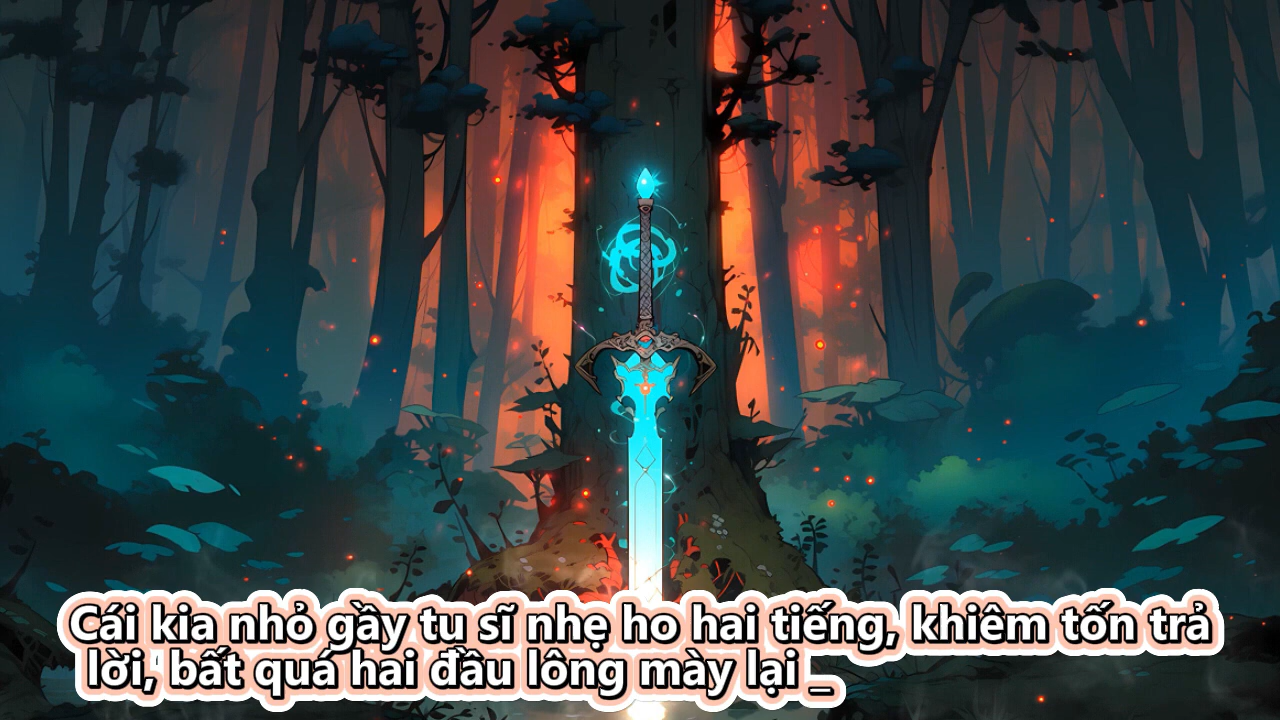 Cái kia nhỏ gầy tu sĩ nhẹ ho hai tiếng, khiêm tốn trả
lời, bất quá hai đầu lông mày lại _